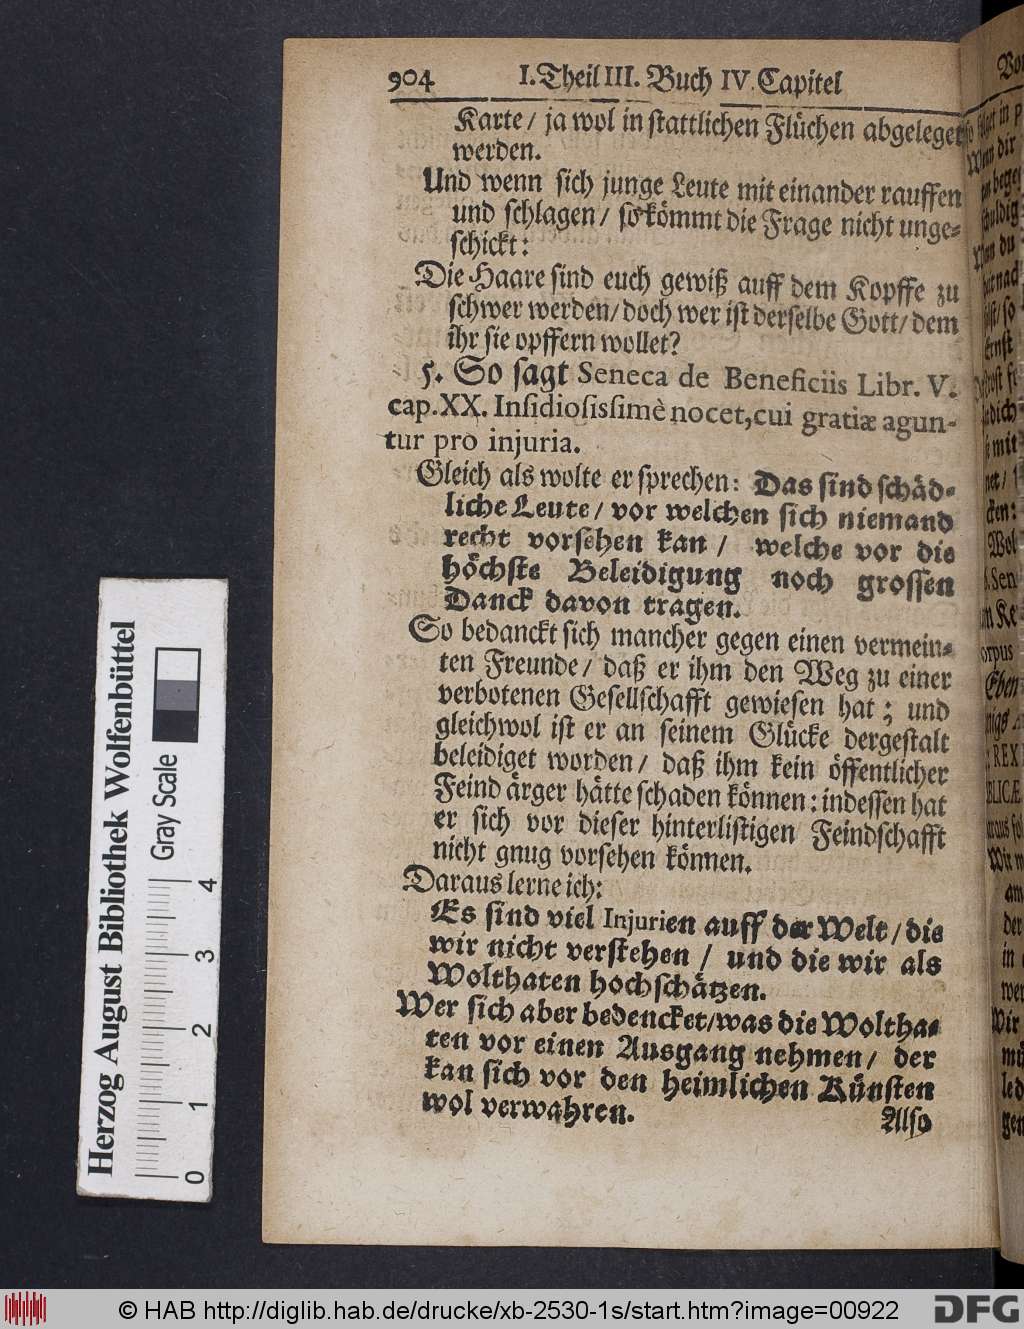 904 I. Theil III. Buch IV. Capitel
Karte / ja wol in stattlichen Flüchen abgeleget
werden.
Und wenn sich junge Leute mit einander rauffen
und schlagen / so kömmt die Frage nicht unge-
schickt:
Die Haare sind euch gewiß auff dem Kopffe zu
schwer werden / doch wer ist derselbe Gott / dem
ihr sie opffern wollet?
5. So sagt Seneca de Beneficiis Libr. V.
cap. XX. Insidiosissimè nocet, cui gratiæ agun-
tur pro injuria.
Gleich als wolte er sprechen: Das sind schäd-
liche Leute / vor welchen sich niemand
recht vorsehen kan / welche vor die
höchste Beleidigung noch grossen
Danck davon tragen.
So bedanckt sich mancher gegen einen vermein-
ten Freunde / daß er ihm den Weg zu einer
verbotenen Gesellschafft gewiesen hat; und
gleichwol ist er an seinem Glücke dergestalt
beleidiget worden / daß ihm kein öffentlicher
Feind ärger hätte schaden können: indessen hat
er sich vor dieser hinterlistigen Feindschafft
nicht gnug vorsehen können.
Daraus lerne ich:
Es sind viel Injurien auff der Welt / die
wir nicht verstehen / und die wir als
Wolthaten hochschätzen.
Wer sich aber bedencket / was die Woltha-
ten vor einen Ausgang nehmen / der
kan sich vor den heimlichen Künsten
wol verwahren.
Also
Herzog August Bibliothek Wolfenbüttel
Gray Scale
0 1 2 3 4
© HAB http://diglib.hab.de/drucke/xb-2530-1s/start.htm?image=00922
DFG